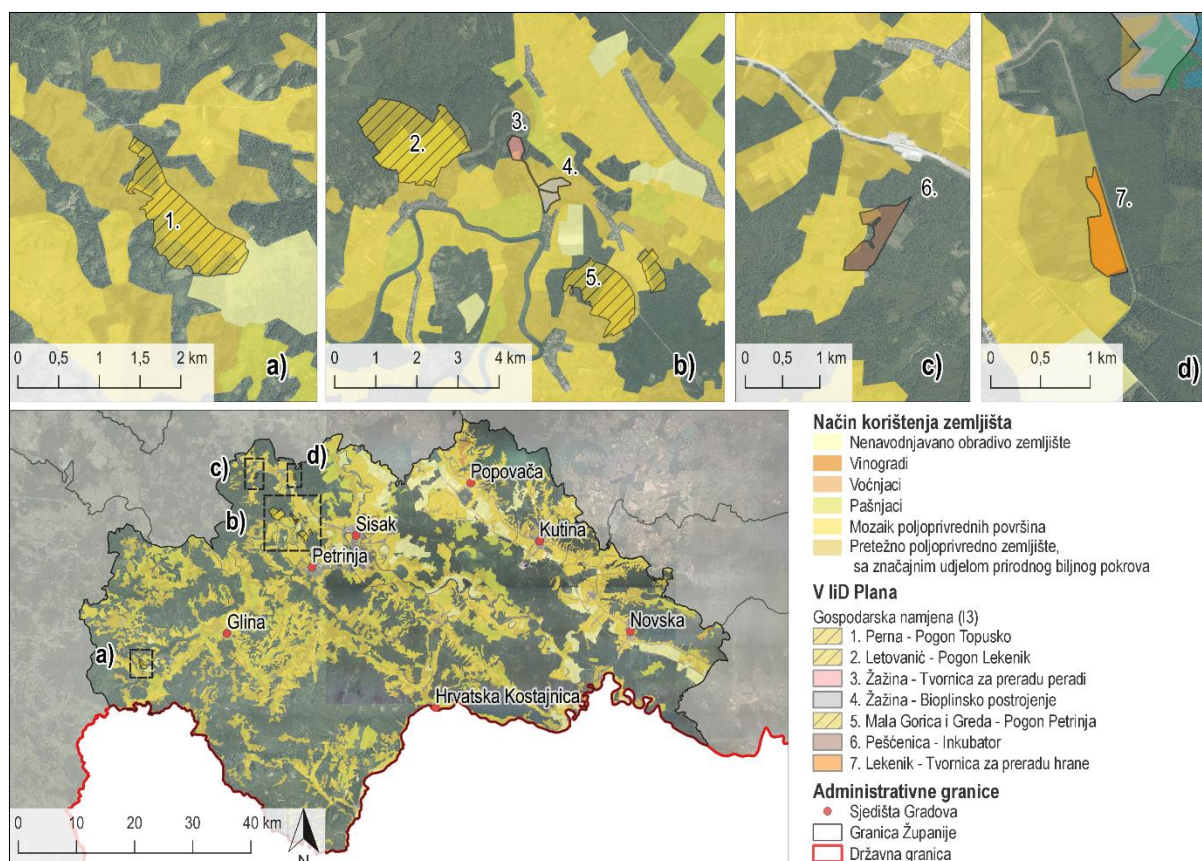 1.
0 0,5 1 1,5 2 km
a)
2.
3.
4.
5.
0 1 2 3 4 km
b)
6.
0 0,5 1 km
c)
7.
0 0,5 1 km
d)
c)
d)
b)
a)
Popovača
Sisak
Kutina
Petrinja
Glina
Novska
Hrvatska Kostajnica
0 10 20 30 40 km
N
Način korištenja zemljišta
Nenavodnjavano obradivo zemljište
Vinogradi
Voćnjaci
Pašnjaci
Mozaik poljoprivrednih površina
Pretežno poljoprivredno zemljište,
sa značajnim udjelom prirodnog biljnog pokrova
V IiD Plana
Gospodarska namjena (I3)
1. Perna - Pogon Topusko
2. Letovanić - Pogon Lekenik
3. Žažina - Tvornica za preradu peradi
4. Žažina - Bioplinsko postrojenje
5. Mala Gorica i Greda - Pogon Petrinja
6. Pešćenica - Inkubator
7. Lekenik - Tvornica za preradu hrane
Administrativne granice
Sjedišta Gradova
Granica Županije
Državna granica